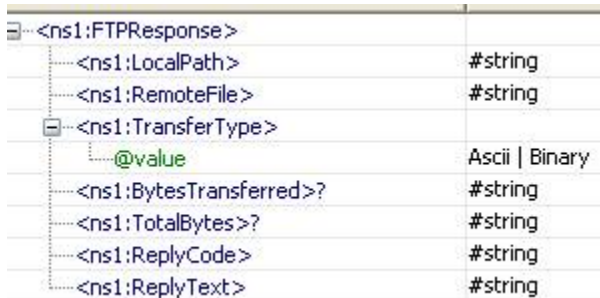 <ns1:FTPResponse>
<ns1:LocalPath> #string
<ns1:RemoteFile> #string
<ns1:TransferType>
@value Ascii | Binary
<ns1:BytesTransferred>? #string
<ns1:TotalBytes>? #string
<ns1:ReplyCode> #string
<ns1:ReplyText> #string